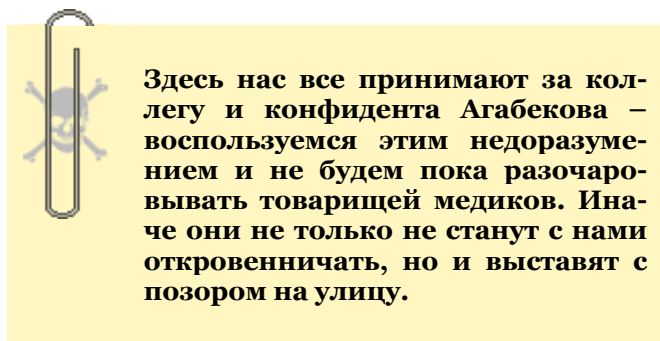 Здесь нас все принимают за кол-
легу и конфидента Агабекова –
воспользуемся этим недоразуме-
нием и не будем пока разочаро-
вывать товарищей медиков. Ина-
че они не только не станут с нами
откровенничать, но и выставят с
позором на улицу.